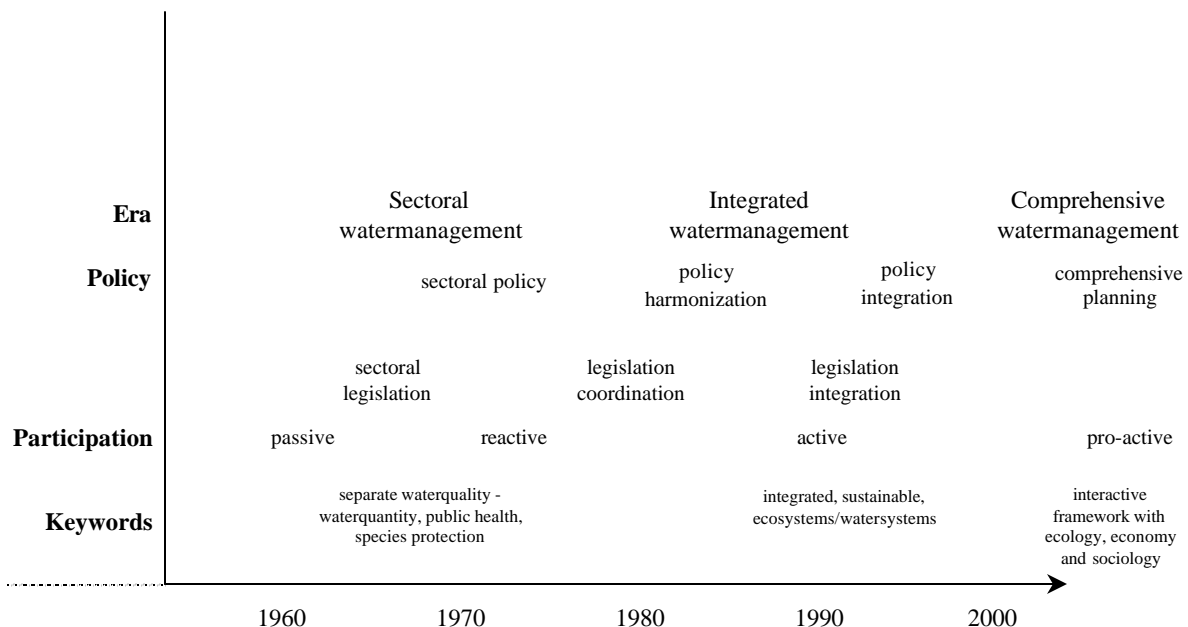 Era
Sectoral
watermanagement
Integrated
watermanagement
Comprehensive
watermanagement
Policy
sectoral policy
policy
harmonization
policy
integration
comprehensive
planning
sectoral
legislation
legislation
coordination
legislation
integration
Participation
passive
reactive
active
pro-active
Keywords
separate waterquality -
waterquantity, public health,
species protection
integrated, sustainable,
ecosystems/watersystems
interactive
framework with
ecology, economy
and sociology
1960
1970
1980
1990
2000